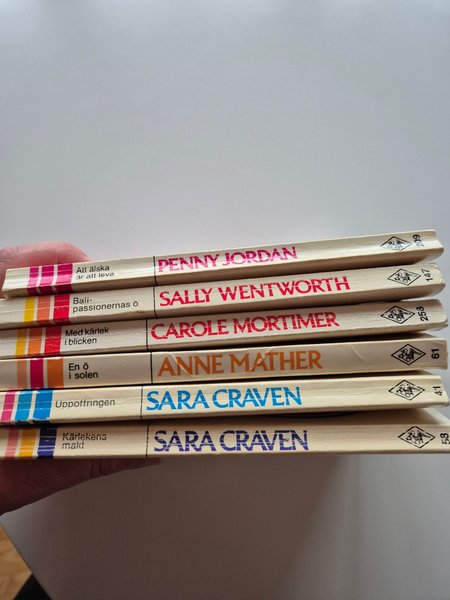 Att älska
är att leva
PENNY JORDAN
209
Bali-
passionernas ö
SALLY WENTWORTH
147
Med kärlek
i blicken
CAROLE MORTIMER
253
En ö
i solen
ANNE MATHER
61
Uppoffringen
SARA CRAVEN
41
Kärlekens
makt
SARA CRAVEN
53